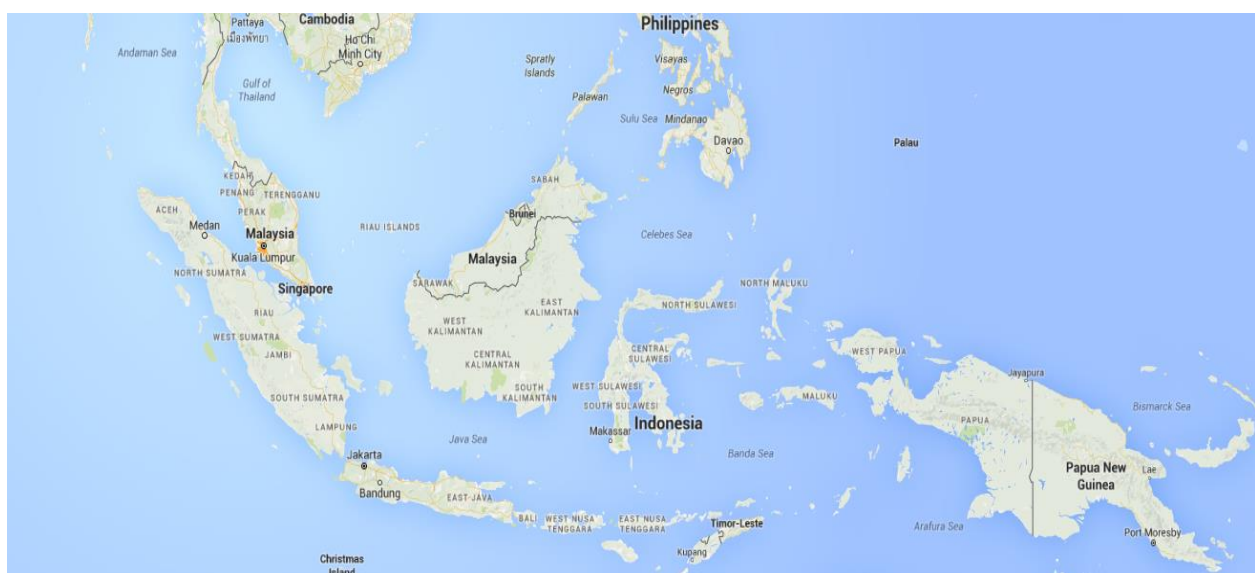 Cambodia
Philippines
Pattaya
เมืองพัทยา
Ho Chi
Minh City
Andaman Sea
Gulf of
Thailand
Spratly
Islands
Visayas
Palawan
Negros
Sulu Sea
Mindanao
Davao
Palau
KEDAH
PENANG
TERENGGANU
PERAK
SABAH
ACEH
Medan
Brunei
RIAU ISLANDS
Celebes Sea
Malaysia
Kuala Lumpur
Malaysia
NORTH SUMATRA
Singapore
SARAWAK
NORTH MALUKU
RIAU
WEST
KALIMANTAN
EAST
KALIMANTAN
NORTH SULAWESI
WEST SUMATRA
JAMBI
CENTRAL
KALIMANTAN
CENTRAL
SULAWESI
WEST PAPUA
Jayapura
SOUTH SUMATRA
SOUTH
KALIMANTAN
WEST SULAWESI
SOUTH SULAWESI
MALUKU
Bismarck Sea
LAMPUNG
Java Sea
Makassar
Indonesia
PAPUA
Jakarta
Banda Sea
Papua New
Guinea
Lae
Bandung
EAST JAVA
BALI
WEST NUSA
TENGGARA
EAST NUSA
TENGGARA
Timor-Leste
Arafura Sea
Port Moresby
Kupang
Christmas
Island